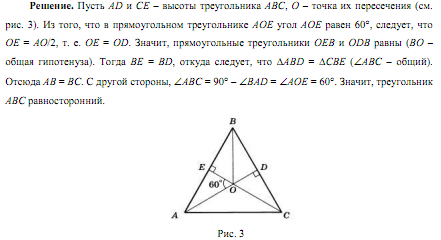 Решение. Пусть AD и CE – высоты треугольника ABC, O – точка их пересечения (см.
рис. 3). Из того, что в прямоугольном треугольнике AOE угол AOE равен 60°, следует, что
OE = AO/2, т. е. OE = OD. Значит, прямоугольные треугольники OEB и ODB равны (BO –
общая гипотенуза). Тогда BE = BD, откуда следует, что ΔABD = ΔCBE (∠ABC – общий).
Отсюда AB = BC. С другой стороны, ∠ABC = 90° – ∠BAD = ∠AOE = 60°. Значит, треугольник
ABC равносторонний.
B
E
D
60°
O
A
C
Рис. 3